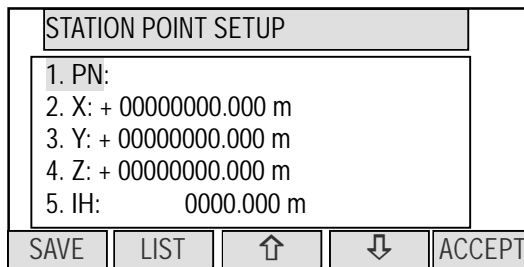 STATION POINT SETUP
1. PN:
2. X: + 00000000.000 m
3. Y: + 00000000.000 m
4. Z: + 00000000.000 m
5. IH: 0000.000 m
SAVE LIST ⇧ ⇩ ACCEPT